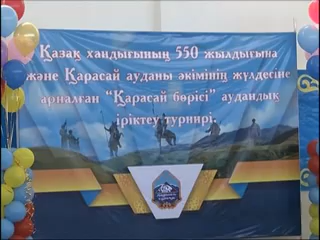 Қазақ хандығының 550 жылдығына
және Қарасай ауданы әкімінің жүлдесіне
арналған “Қарасай бөрісі” аудандық
іріктеу турнирі.